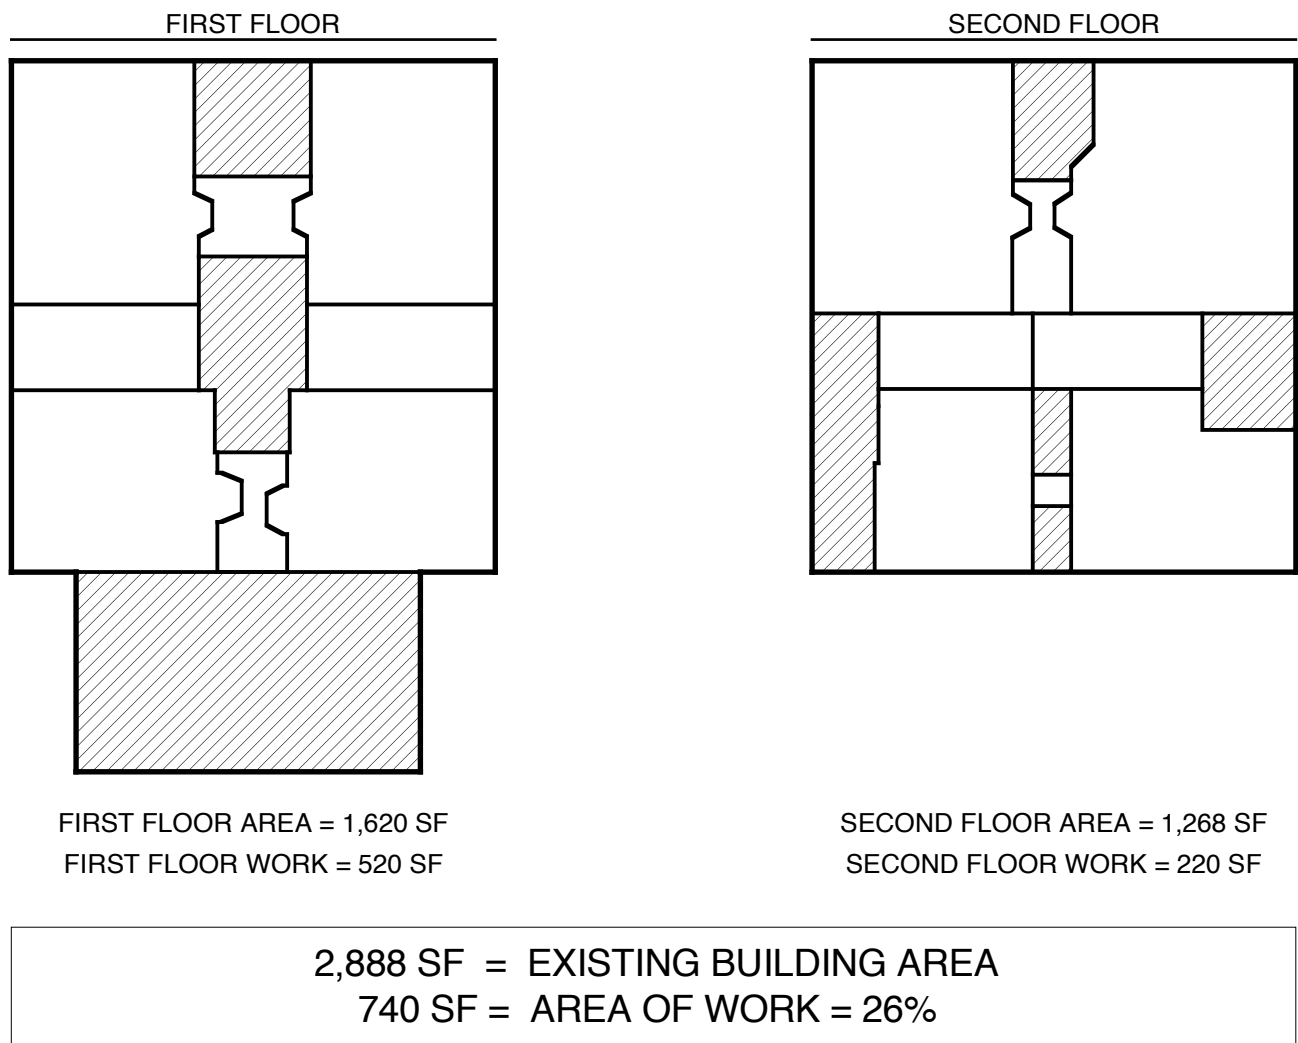 FIRST FLOOR
SECOND FLOOR
FIRST FLOOR AREA = 1,620 SF
FIRST FLOOR WORK = 520 SF
SECOND FLOOR AREA = 1,268 SF
SECOND FLOOR WORK = 220 SF
2,888 SF = EXISTING BUILDING AREA
740 SF = AREA OF WORK = 26%